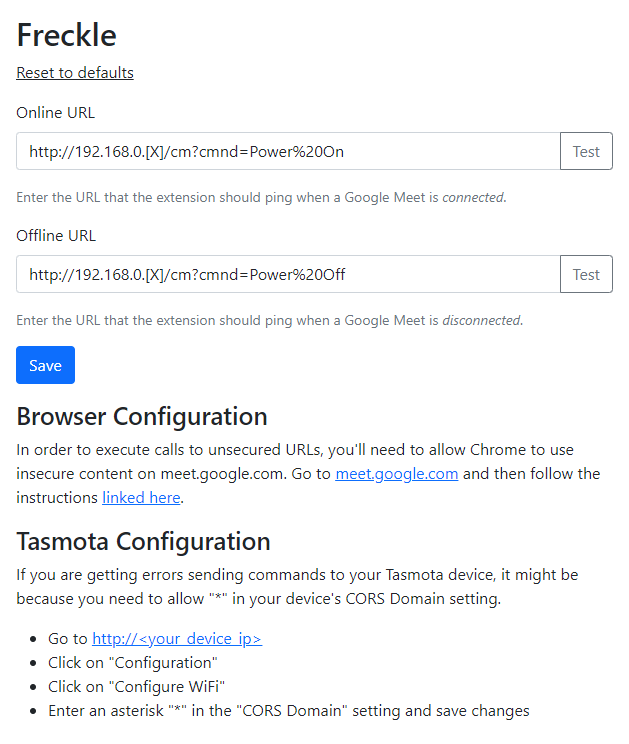 Freckle
Reset to defaults
Online URL
http://192.168.0.[X]/cm?cmnd=Power%20On
Test
Enter the URL that the extension should ping when a Google Meet is connected.
Offline URL
http://192.168.0.[X]/cm?cmnd=Power%20Off
Test
Enter the URL that the extension should ping when a Google Meet is disconnected.
Save
Browser Configuration
In order to execute calls to unsecured URLs, you'll need to allow Chrome to use
insecure content on meet.google.com. Go to meet.google.com and then follow the
instructions linked here.
Tasmota Configuration
If you are getting errors sending commands to your Tasmota device, it might be
because you need to allow "*" in your device's CORS Domain setting.
• Go to http://<your_device_ip>
• Click on "Configuration"
• Click on "Configure WiFi"
• Enter an asterisk "*" in the "CORS Domain" setting and save changes